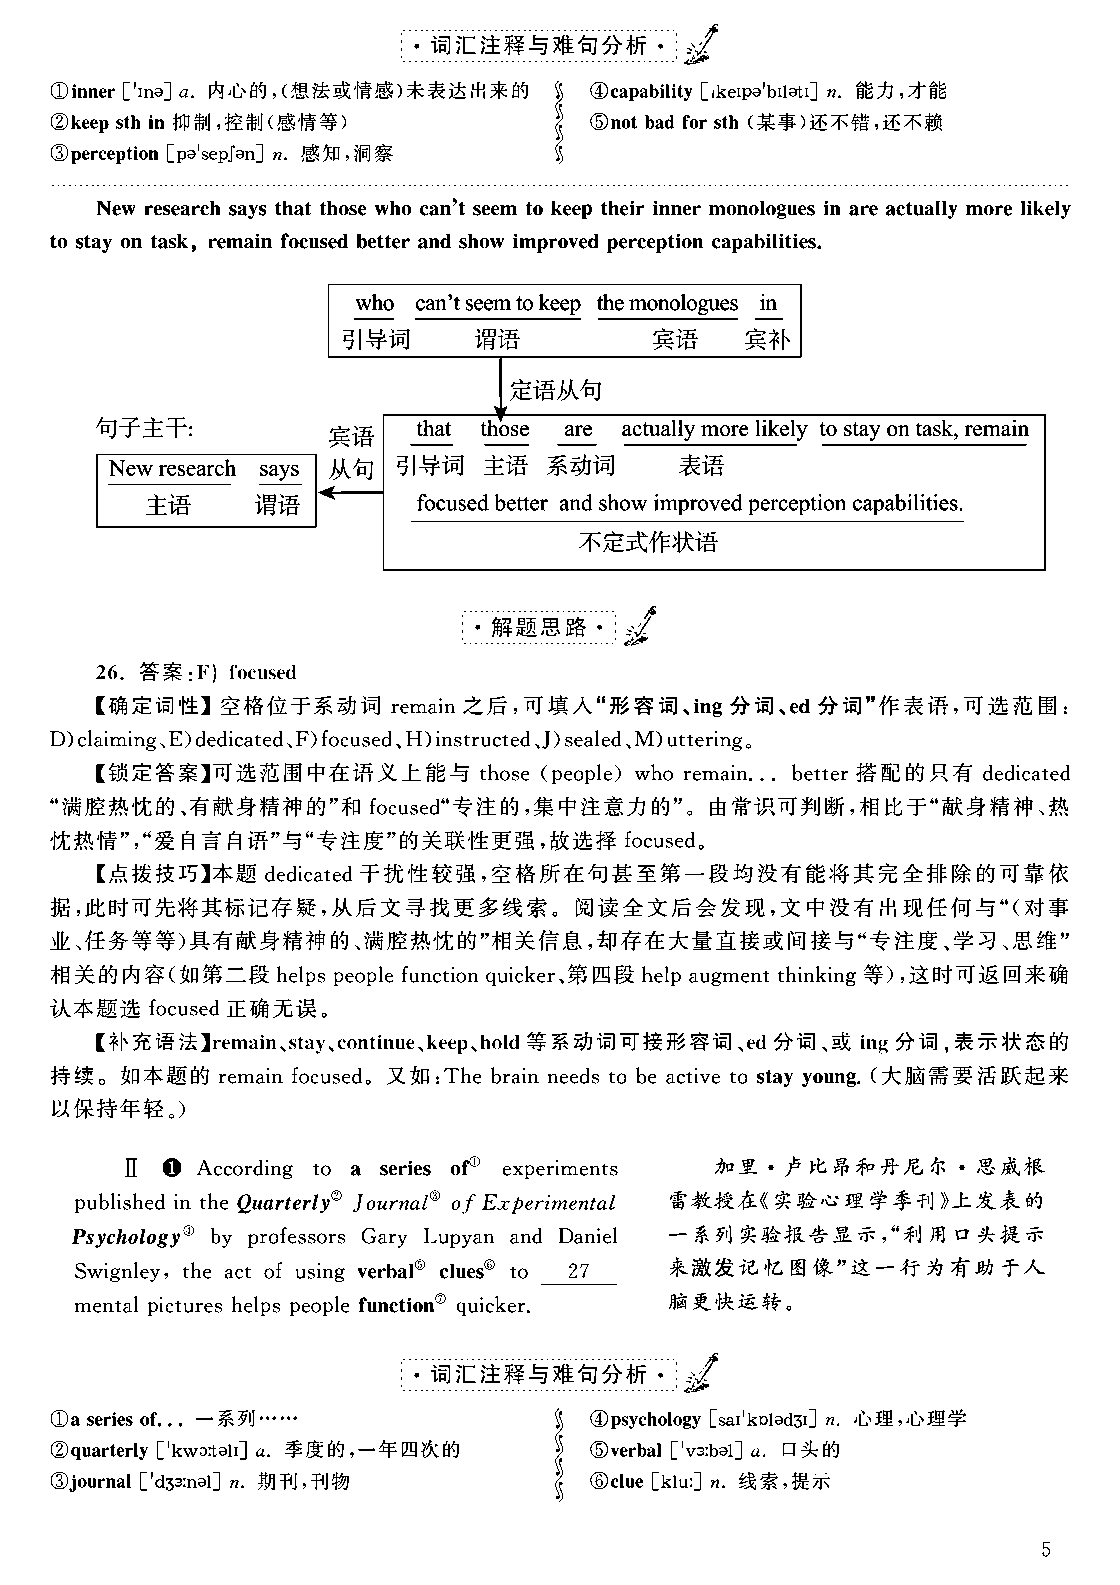 ·词汇注释与难句分析·
①inner [ˈɪnə] a. 内心的,(想法或情感)未表达出来的
②keep sth in 抑制,控制(感情等)
③perception [pəˈsepʃən] n. 感知,洞察
④capability [ˌkeɪpəˈbɪlətɪ] n. 能力,才能
⑤not bad for sth (某事)还不错,还不赖
New research says that those who can't seem to keep their inner monologues in are actually more likely
to stay on task, remain focused better and show improved perception capabilities.
who can't seem to keep the monologues in
引导词 谓语 宾语 宾补
定语从句
句子主干:
New research says
主语 谓语
宾语
从句
that those are actually more likely to stay on task, remain
引导词 主语 系动词 表语
focused better and show improved perception capabilities.
不定式作状语
·解题思路·
26. 答案:F) focused
【确定词性】空格位于系动词 remain 之后,可填入“形容词、ing 分词、ed 分词”作表语,可选范围:
D)claiming、E)dedicated、F)focused、H)instructed、J)sealed、M)uttering。
【锁定答案】可选范围中在语义上能与 those (people) who remain... better 搭配的只有 dedicated
“满腔热忱的、有献身精神的”和 focused“专注的,集中注意力的”。由常识可判断,相比于“献身精神、热
忱热情”,“爱自言自语”与“专注度”的关联性更强,故选择 focused。
【点拨技巧】本题 dedicated 干扰性较强,空格所在句甚至第一段均没有能将其完全排除的可靠依
据,此时可先将其标记存疑,从后文寻找更多线索。阅读全文后会发现,文中没有出现任何与“(对事
业、任务等等)具有献身精神的、满腔热忱的”相关信息,却存在大量直接或间接与“专注度、学习、思维”
相关的内容(如第二段 helps people function quicker、第四段 help augment thinking 等),这时可返回来确
认本题选 focused 正确无误。
【补充语法】remain、stay、continue、keep、hold 等系动词可接形容词、ed 分词、或 ing 分词,表示状态的
持续。如本题的 remain focused。又如:The brain needs to be active to stay young.(大脑需要活跃起来
以保持年轻。)
Ⅱ ❶ According to a series of① experiments
published in the Quarterly② Journal③ of Experimental
Psychology④ by professors Gary Lupyan and Daniel
Swignley, the act of using verbal⑤ clues⑥ to 27
mental pictures helps people function⑦ quicker.
加里·卢比昂和丹尼尔·思威根
雷教授在《实验心理学季刊》上发表的
一系列实验报告显示,“利用口头提示
来激发记忆图像”这一行为有助于人
脑更快运转。
·词汇注释与难句分析·
①a series of... 一系列……
②quarterly [ˈkwɔːtəlɪ] a. 季度的,一年四次的
③journal [ˈdʒɜːnəl] n. 期刊,刊物
④psychology [saɪˈkɒlədʒɪ] n. 心理,心理学
⑤verbal [ˈvɜːbəl] a. 口头的
⑥clue [kluː] n. 线索,提示
5